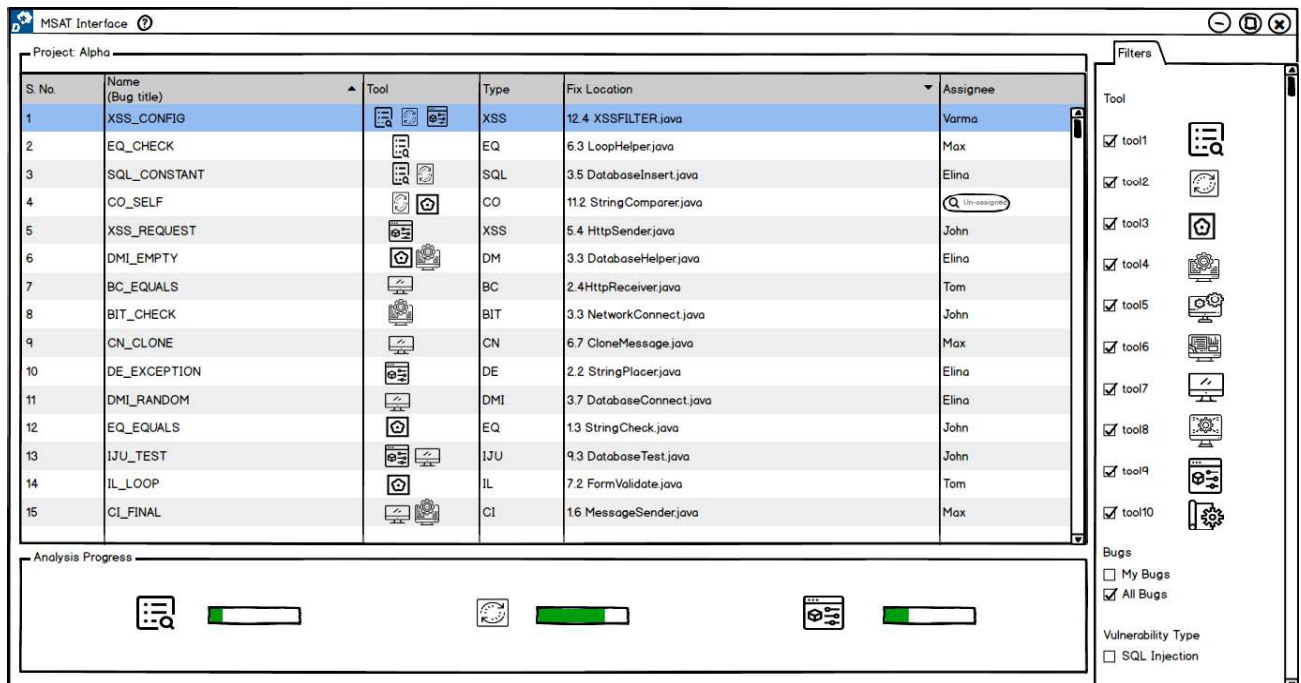 MSAT Interface ?
Project: Alpha
Filters
S. No. Name Tool Type Fix Location Assignee
(Bug title)
1 XSS_CONFIG XSS 12.4 XSSFILTER.java Varma
2 EQ_CHECK EQ 6.3 LoopHelper.java Max
3 SQL_CONSTANT SQL 3.5 DatabaseInsert.java Elina
4 CO_SELF CO 11.2 StringComparer.java Un-assigned
5 XSS_REQUEST XSS 5.4 HttpSender.java John
6 DMI_EMPTY DM 3.3 DatabaseHelper.java Elina
7 BC_EQUALS BC 2.4HttpReceiver.java Tom
8 BIT_CHECK BIT 3.3 NetworkConnect.java John
9 CN_CLONE CN 6.7 CloneMessage.java Max
10 DE_EXCEPTION DE 2.2 StringPlacer.java Elina
11 DMI_RANDOM DMI 3.7 DatabaseConnect.java Elina
12 EQ_EQUALS EQ 1.3 StringCheck.java John
13 IJU_TEST IJU 9.3 DatabaseTest.java John
14 IL_LOOP IL 7.2 FormValidate.java Tom
15 CI_FINAL CI 1.6 MessageSender.java Max
Analysis Progress
Tool
tool1
tool2
tool3
tool4
tool5
tool6
tool7
tool8
tool9
tool10
Bugs
My Bugs
All Bugs
Vulnerability Type
SQL Injection